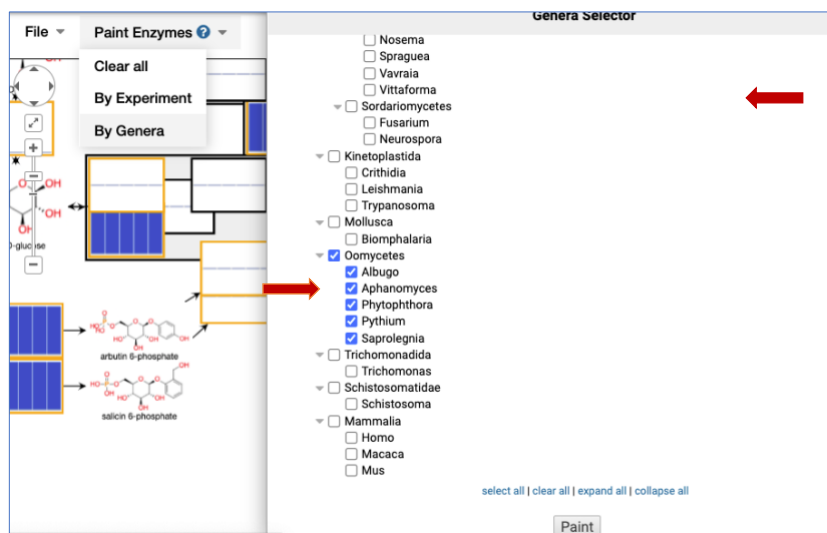 File
Paint Enzymes ?
Clear all
By Experiment
By Genera
OH
OH
OH
HO
arbutin 6-phosphate
salicin 6-phosphate
Genera Selector
Nosema
Spraguea
Vavraia
Vittaforma
Sordariomycetes
Fusarium
Neurospora
Kinetoplastida
Crithidia
Leishmania
Trypanosoma
Mollusca
Biomphalaria
Oomycetes
Albugo
Aphanomyces
Phytophthora
Pythium
Saprolegnia
Trichomonadida
Trichomonas
Schistosomatidae
Schistosoma
Mammalia
Homo
Macaca
Mus
select all | clear all | expand all | collapse all
Paint